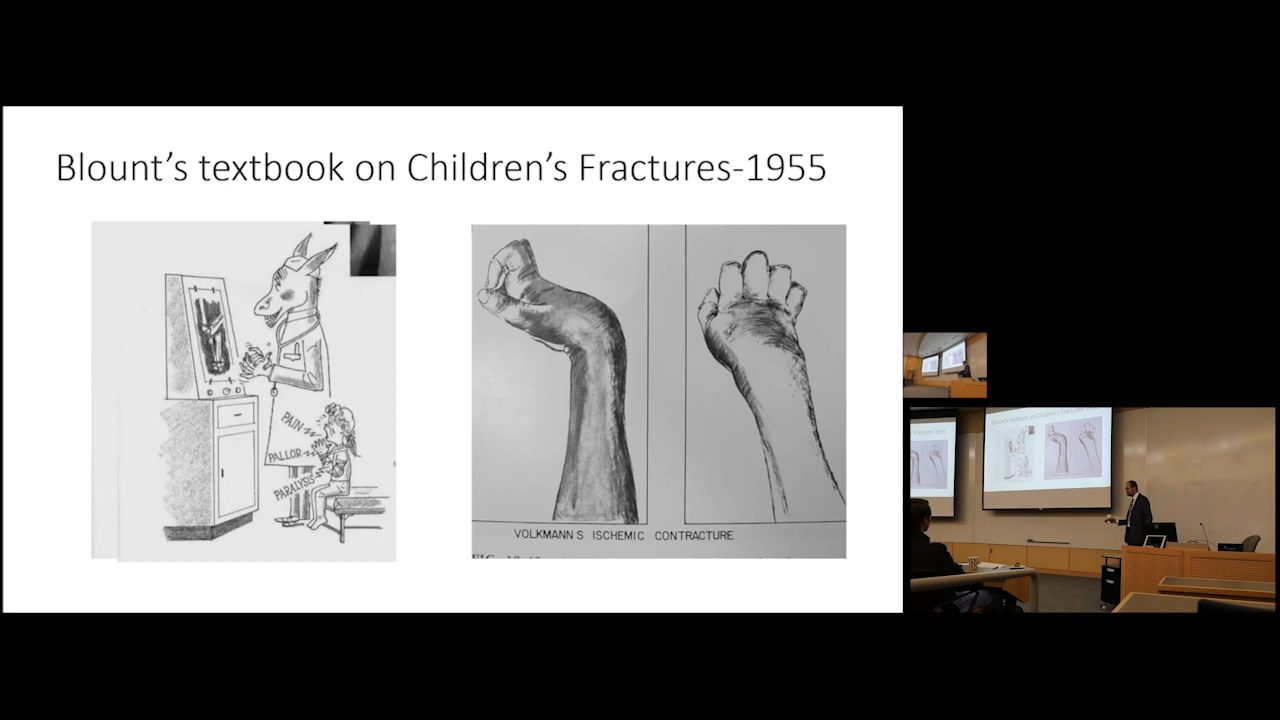 Blount's textbook on Children's Fractures-1955
PAIN
PALLOR
PARALYSIS
VOLKMANN S ISCHEMIC CONTRACTURE